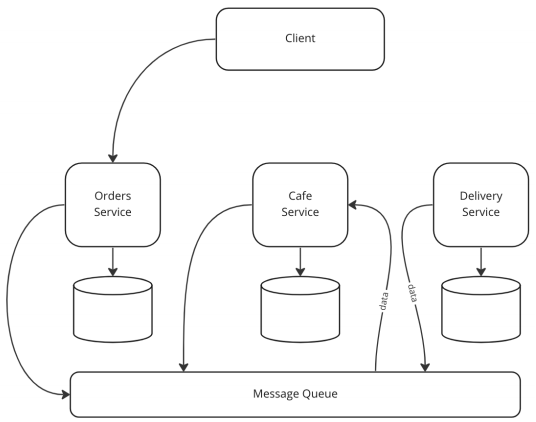 Client
Orders
Service
Cafe
Service
Delivery
Service
data
data
Message Queue